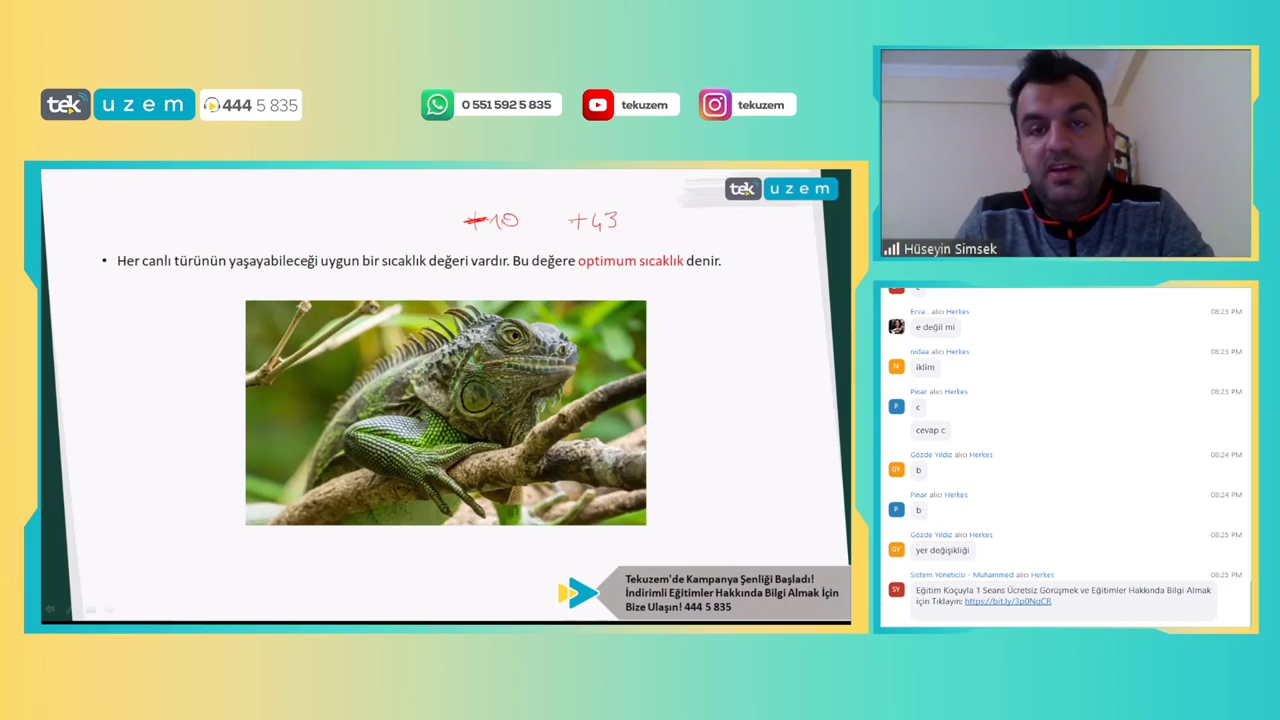 tek uzem 444 5 835
0 551 592 5 835
tekuzem
tekuzem
tek uzem
10 +43
• Her canlı türünün yaşayabileceği uygun bir sıcaklık değeri vardır. Bu değere optimum sıcaklık denir.
Tekuzem'de Kampanya Şenliği Başladı!
İndirimli Eğitimler Hakkında Bilgi Almak İçin
Bize Ulaşın! 444 5 835
Hüseyin Simsek
Erva . alıcı Herkes 08:23 PM
e değil mi
nidaa alıcı Herkes 08:23 PM
N iklim
Pinar alıcı Herkes 08:23 PM
P c
cevap c
Gözde Yıldız alıcı Herkes 08:24 PM
GY b
Pinar alıcı Herkes 08:24 PM
P b
Gözde Yıldız alıcı Herkes 08:25 PM
GY yer değişikliği
Sistem Yöneticisi - Muhammed alıcı Herkes 08:25 PM
SY Eğitim Koçuyla 1 Seans Ücretsiz Görüşmek ve Eğitimler Hakkında Bilgi Almak
için Tıklayın: https://bit.ly/3p0NqCR